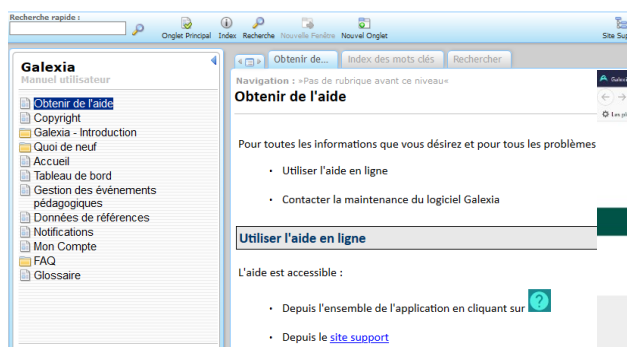 Recherche rapide :
Onglet Principal Index Recherche Nouvelle Fenêtre Nouvel Onglet
Site Sup
Galexia
Manuel utilisateur
Obtenir de l'aide
Copyright
Galexia - Introduction
Quoi de neuf
Accueil
Tableau de bord
Gestion des événements
pédagogiques
Données de références
Notifications
Mon Compte
FAQ
Glossaire
Obtenir de... Index des mots clés Rechercher
Navigation : »Pas de rubrique avant ce niveau«
Obtenir de l'aide
Pour toutes les informations que vous désirez et pour tous les problèmes
• Utiliser l'aide en ligne
• Contacter la maintenance du logiciel Galexia
Utiliser l'aide en ligne
L'aide est accessible :
• Depuis l'ensemble de l'application en cliquant sur ?
• Depuis le site support
Galexi
Les pl